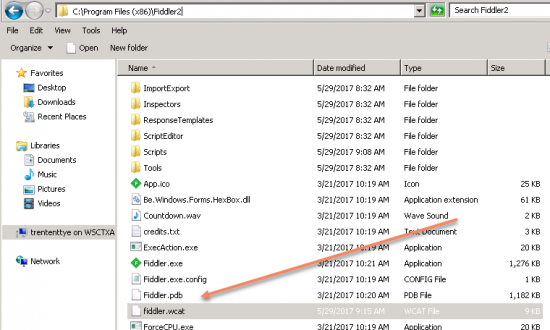 C:\Program Files (x86)\Fiddler2
Search Fiddler2
File Edit View Tools Help
Organize Open New folder
Name Date modified Type Size
Favorites
Desktop
Downloads
Recent Places
Libraries
Documents
Music
Pictures
Videos
trententtye on WSCTXA
Network
ImportExport 5/29/2017 8:32 AM File folder
Inspectors 5/29/2017 8:32 AM File folder
ResponseTemplates 5/29/2017 8:32 AM File folder
ScriptEditor 5/29/2017 8:32 AM File folder
Scripts 5/29/2017 9:08 AM File folder
Tools 5/29/2017 8:32 AM File folder
App.ico 3/21/2017 10:19 AM Icon 25 KB
Be.Windows.Forms.HexBox.dll 3/21/2017 10:19 AM Application extension 61 KB
Countdown.wav 3/21/2017 10:19 AM Wave Sound 2 KB
credits.txt 3/21/2017 10:19 AM Text Document 3 KB
ExecAction.exe 3/21/2017 10:19 AM Application 20 KB
Fiddler.exe 3/21/2017 10:21 AM Application 1,276 KB
Fiddler.exe.config 3/21/2017 10:19 AM CONFIG File 1 KB
Fiddler.pdb 3/21/2017 10:20 AM PDB File 1,182 KB
fiddler.wcat 5/29/2017 9:15 AM WCAT File 9 KB
ForceCPU.exe 3/21/2017 10:19 AM Application